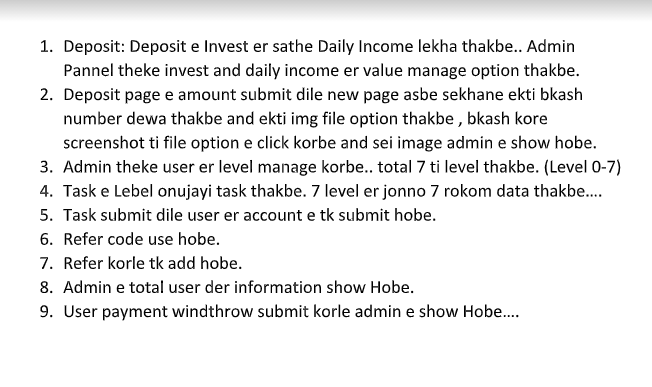 1. Deposit: Deposit e Invest er sathe Daily Income lekha thakbe.. Admin
Pannel theke invest and daily income er value manage option thakbe.
2. Deposit page e amount submit dile new page asbe sekhane ekti bkash
number dewa thakbe and ekti img file option thakbe , bkash kore
screenshot ti file option e click korbe and sei image admin e show hobe.
3. Admin theke user er level manage korbe.. total 7 ti level thakbe. (Level 0-7)
4. Task e Lebel onujayi task thakbe. 7 level er jonno 7 rokom data thakbe....
5. Task submit dile user er account e tk submit hobe.
6. Refer code use hobe.
7. Refer korle tk add hobe.
8. Admin e total user der information show Hobe.
9. User payment windthrow submit korle admin e show Hobe....